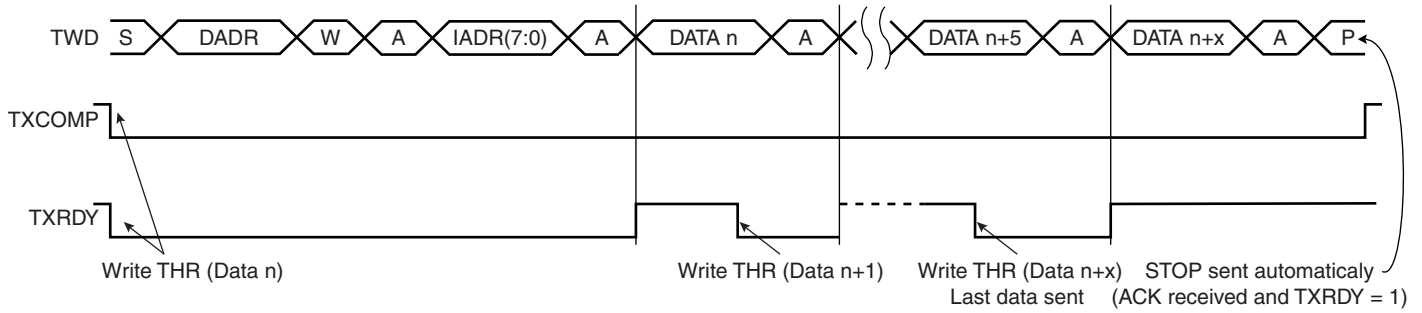 TWD S DADR W A IADR(7:0) A DATA n A DATA n+5 A DATA n+x A P
TXCOMP
TXRDY
Write THR (Data n) Write THR (Data n+1) Write THR (Data n+x) STOP sent automaticaly
Last data sent (ACK received and TXRDY = 1)